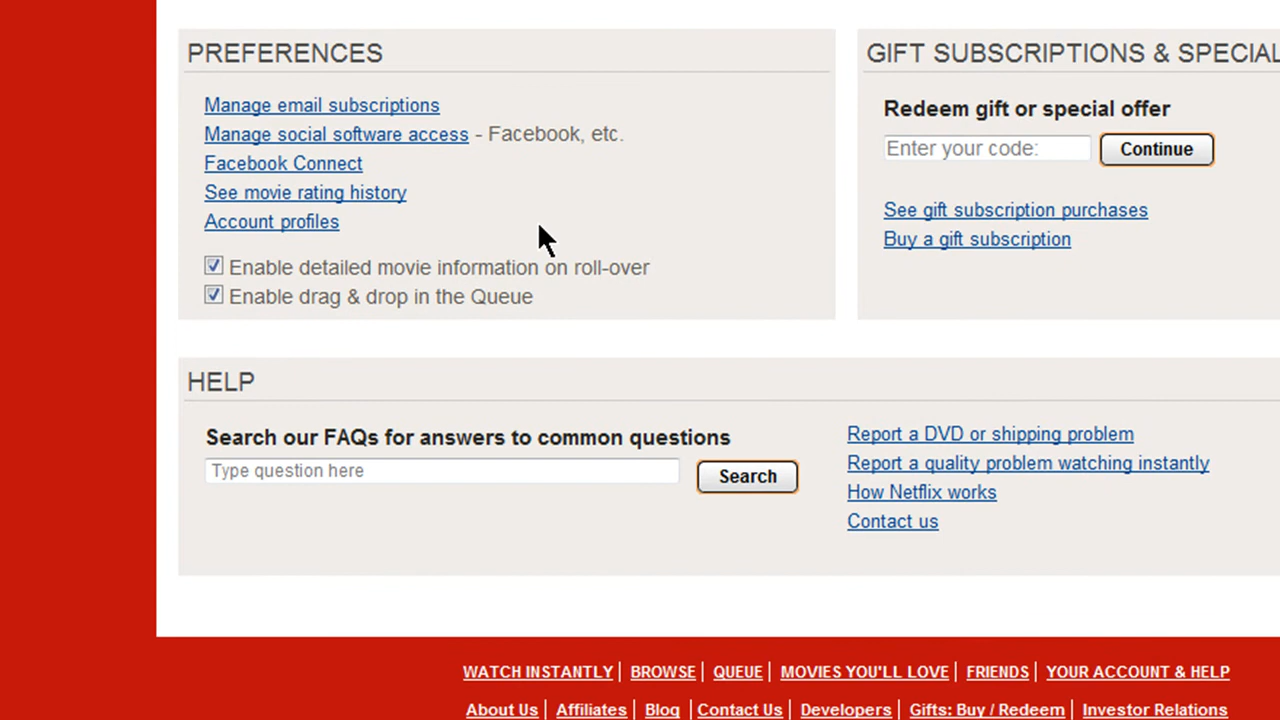 PREFERENCES
Manage email subscriptions
Manage social software access - Facebook, etc.
Facebook Connect
See movie rating history
Account profiles
Enable detailed movie information on roll-over
Enable drag & drop in the Queue
GIFT SUBSCRIPTIONS & SPECIAL
Redeem gift or special offer
Enter your code: Continue
See gift subscription purchases
Buy a gift subscription
HELP
Search our FAQs for answers to common questions
Type question here Search
Report a DVD or shipping problem
Report a quality problem watching instantly
How Netflix works
Contact us
WATCH INSTANTLY | BROWSE | QUEUE | MOVIES YOU'LL LOVE | FRIENDS | YOUR ACCOUNT & HELP
About Us | Affiliates | Blog | Contact Us | Developers | Gifts: Buy / Redeem | Investor Relations